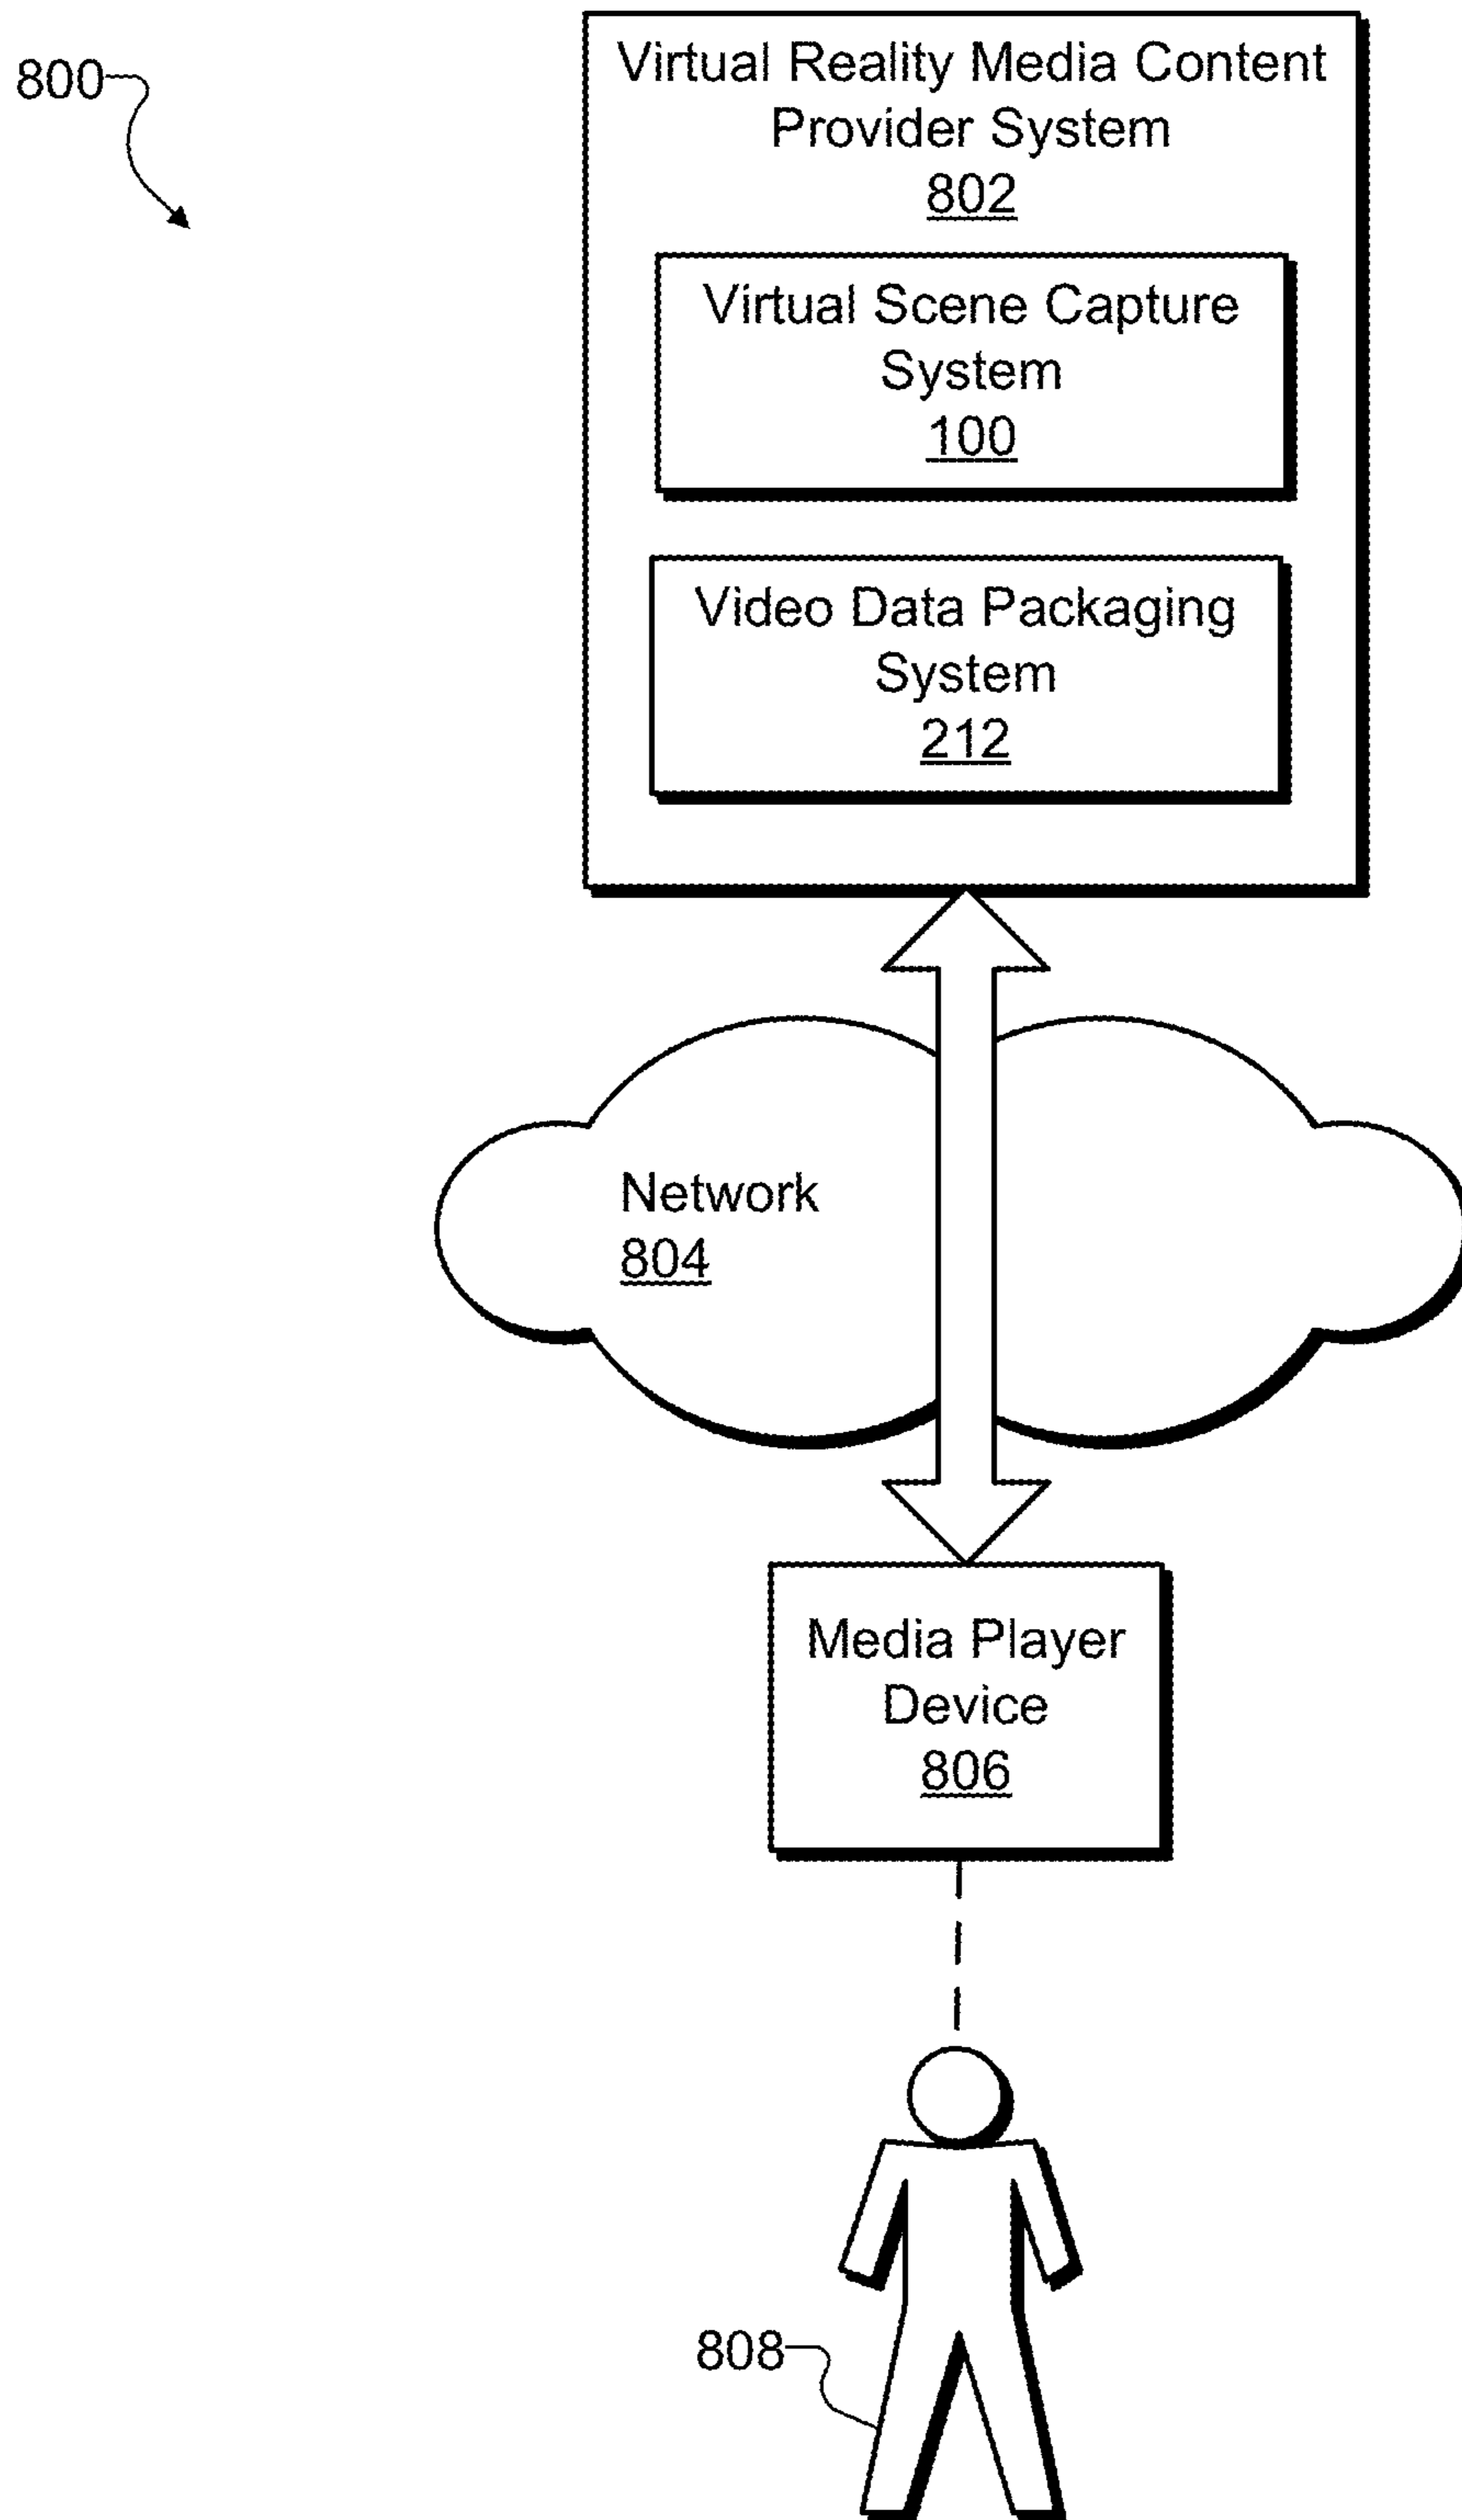 800
Virtual Reality Media Content
Provider System
802
Virtual Scene Capture
System
100
Video Data Packaging
System
212
Network
804
Media Player
Device
806
808